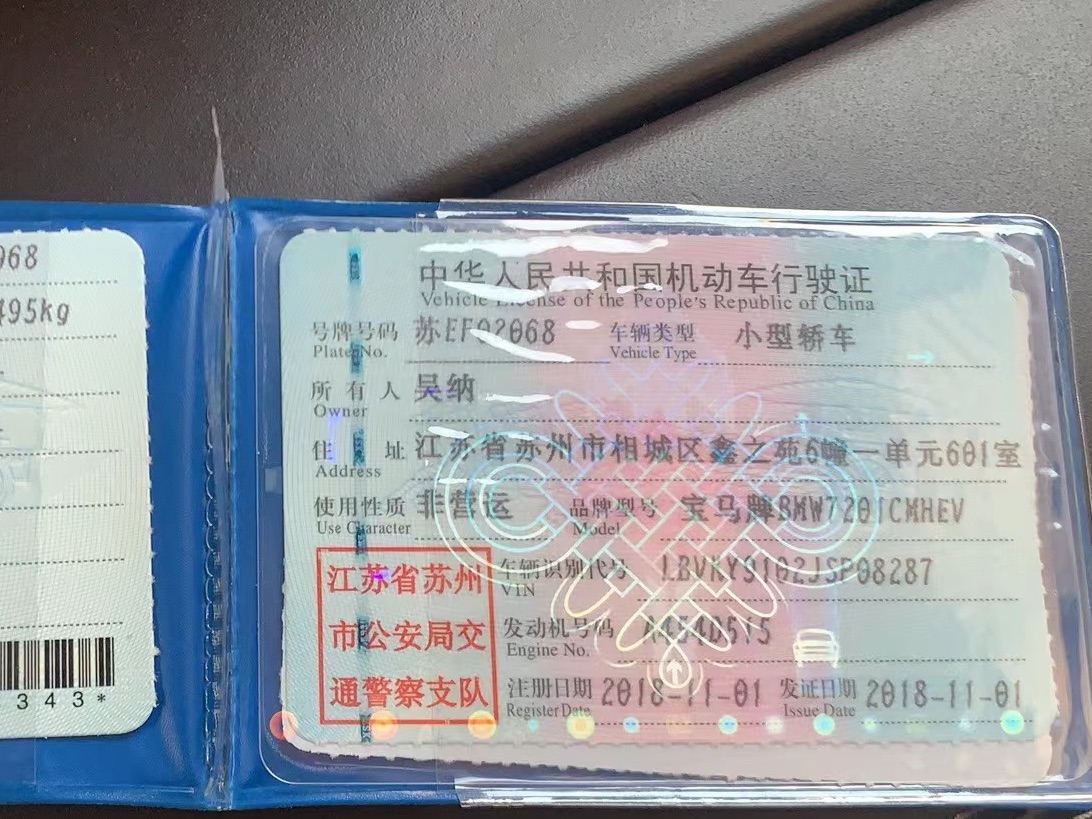 068
495kg
343*
中华人民共和国机动车行驶证
Vehicle License of the People's Republic of China
号牌号码 苏EF02068 车辆类型 小型轿车
Plate No. Vehicle Type
所有人 吴纳
Owner
住址 江苏省苏州市相城区鑫之苑6幢一单元601室
Address
使用性质 非营运 品牌型号 宝马牌BMW7201CMHEV
Use Character Model
江苏省苏州 车辆识别代号
VIN
市公安局交 发动机号码
Engine No.
通警察支队 注册日期 2018-11-01 发证日期 2018-11-01
Register Date Issue Date